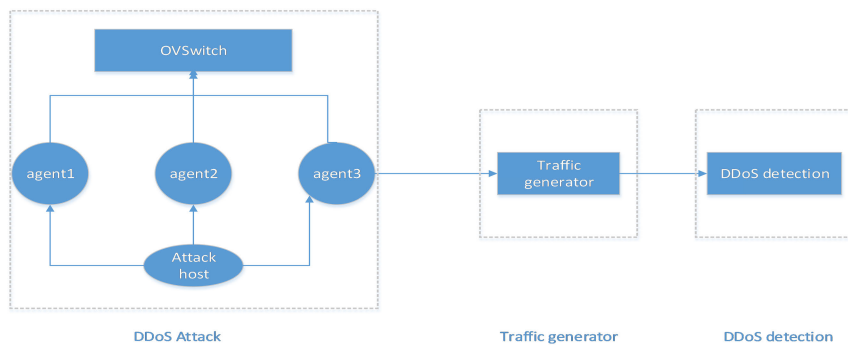 OVSwitch
agent1
agent2
agent3
Attack
host
Traffic
generator
DDoS detection
DDoS Attack
Traffic generator
DDoS detection